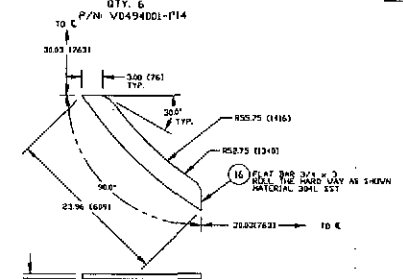 QTY. 6
P/N: V0494D01-P14
TO ℄
30.03 (763)
3.00 (76)
TYP.
30.0°
TYP.
R55.75 (1416)
R52.75 (1340)
16 FLAT BAR 3/4 x 3
ROLL THE HARD WAY AS SHOWN
MATERIAL 304L SST
90.0°
23.96 (609)
30.03 (763)
TO ℄